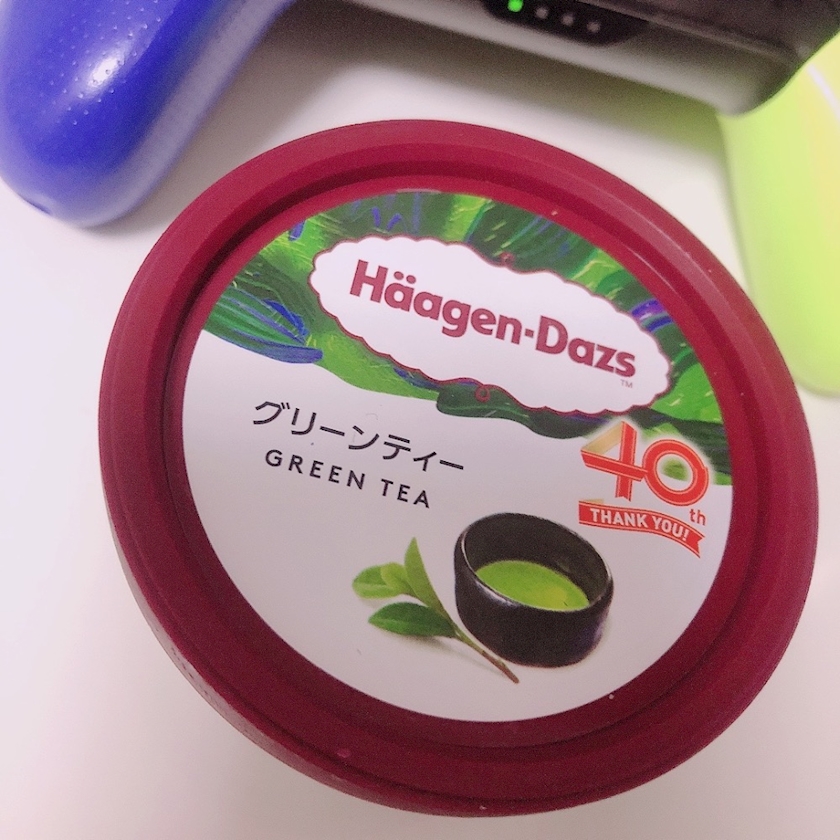 Häagen-Dazs
TM
グリーンティー
GREEN TEA
40
th
THANK YOU!